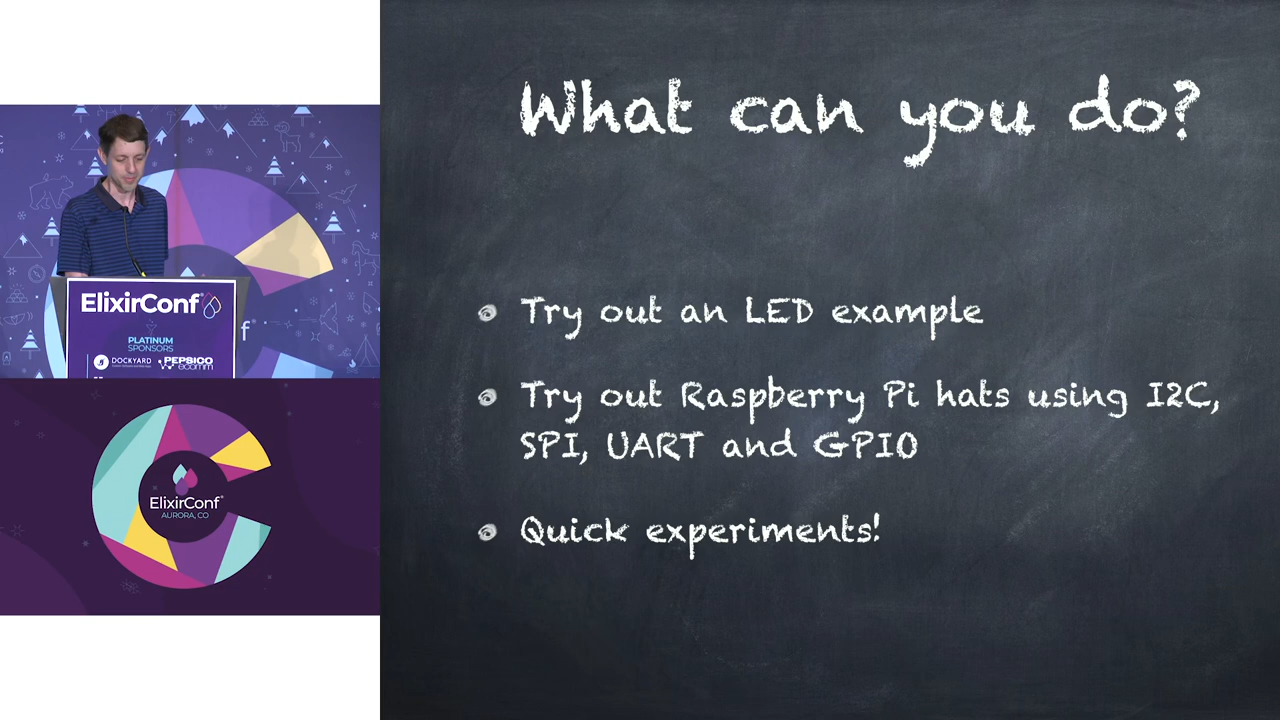 What can you do?
Try out an LED example
Try out Raspberry Pi hats using I2C,
SPI, UART and GPIO
Quick experiments!
ElixirConf
PLATINUM
SPONSORS
DOCKYARD
PEPSICO
ecomm
ElixirConf
AURORA, CO